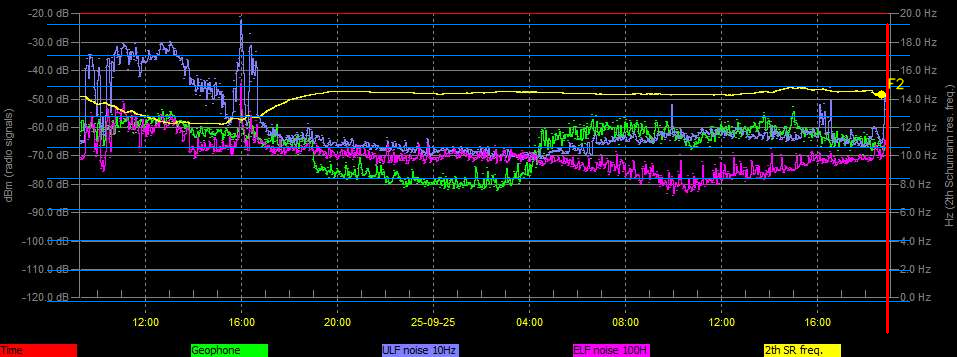 -20.0 dB 20.0 Hz
-30.0 dB 18.0 Hz
-40.0 dB 16.0 Hz
F2
-50.0 dB 14.0 Hz
-60.0 dB 12.0 Hz
-70.0 dB 10.0 Hz
-80.0 dB 8.0 Hz
-90.0 dB 6.0 Hz
-100.0 dB 4.0 Hz
-110.0 dB 2.0 Hz
-120.0 dB 0.0 Hz
dBm (radio signals)
Hz (2th Schumann res. freq.)
12:00 16:00 20:00 25-09-25 04:00 08:00 12:00 16:00
Time Geophone ULF noise 10Hz ELF noise 100H 2th SR freq.